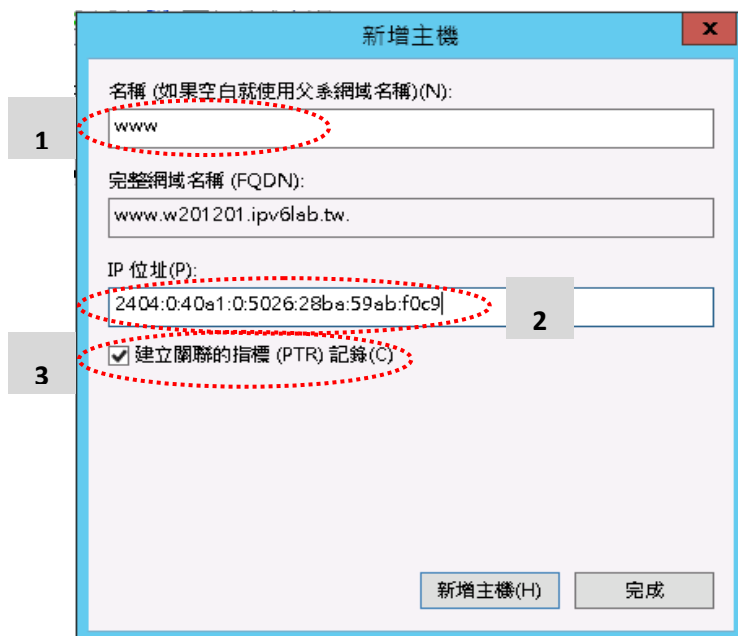 新增主機
x
名稱 (如果空白就使用父系網域名稱)(N):
1
www
完整網域名稱 (FQDN):
www.w201201.ipv6lab.tw.
IP 位址(P):
2404:0:40a1:0:5026:28ba:59ab:f0c9
2
建立關聯的指標 (PTR) 記錄(C)
3
新增主機(H)
完成